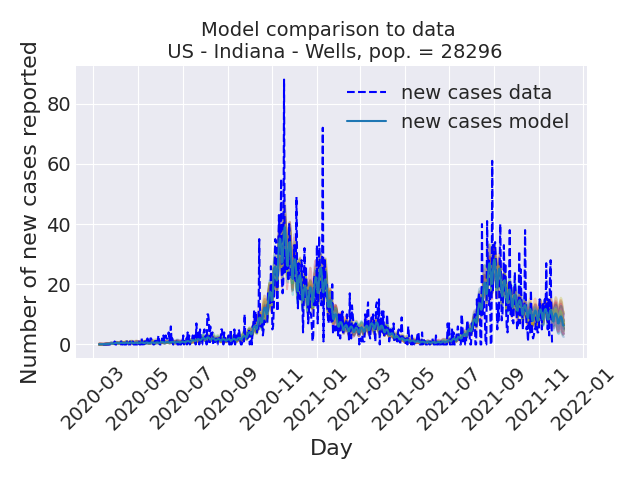 Model comparison to data
US - Indiana - Wells, pop. = 28296
Number of new cases reported
80
60
40
20
0
new cases data
new cases model
2020-03
2020-05
2020-07
2020-09
2020-11
2021-01
2021-03
2021-05
2021-07
2021-09
2021-11
2022-01
Day